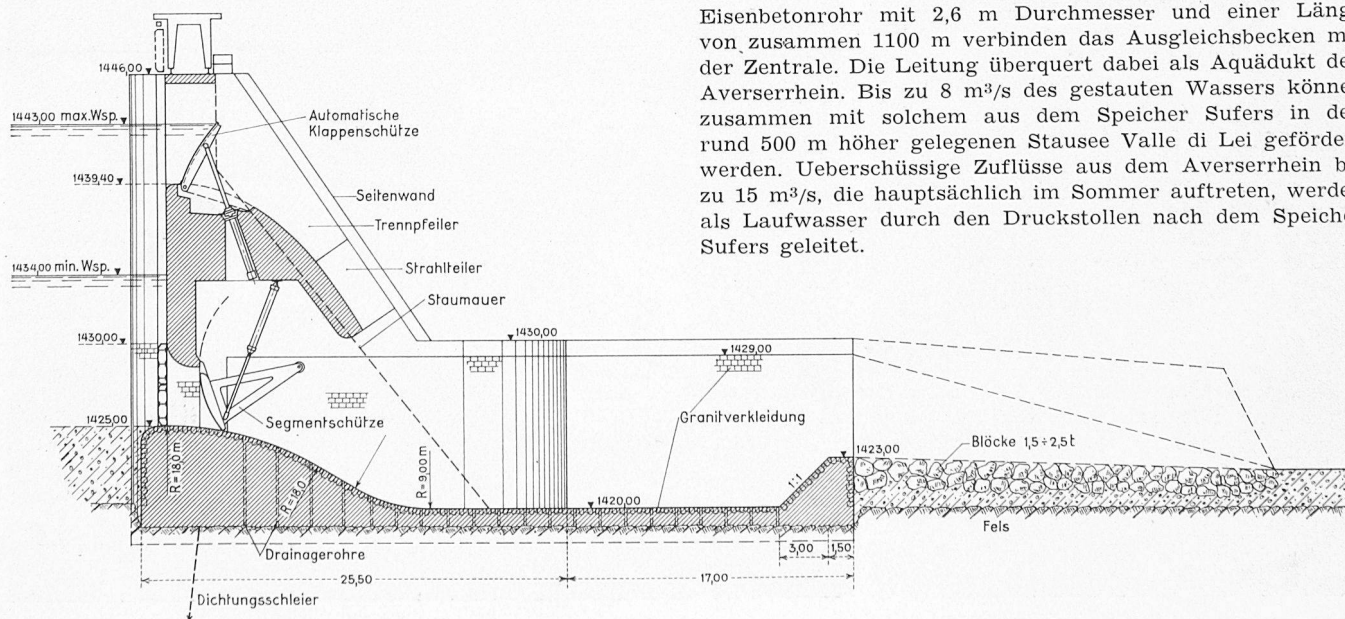 Eisenbetonrohr mit 2,6 m Durchmesser und einer Läng
von zusammen 1100 m verbinden das Ausgleichsbecken m
der Zentrale. Die Leitung überquert dabei als Aquädukt de
Averserrhein. Bis zu 8 m³/s des gestauten Wassers könne
zusammen mit solchem aus dem Speicher Sufers in de
rund 500 m höher gelegenen Stausee Valle di Lei geförde
werden. Ueberschüssige Zuflüsse aus dem Averserrhein b
zu 15 m³/s, die hauptsächlich im Sommer auftreten, werde
als Laufwasser durch den Druckstollen nach dem Speiche
Sufers geleitet.
1446,00
1443,00 max.Wsp.
Automatische
Klappenschütze
1439,40
Seitenwand
Trennpfeiler
1434,00 min. Wsp.
Strahlteiler
Staumauer
1430,00
1430,00
1429,00
1425,00
Segmentschütze
Granitverkleidung
Blöcke 1,5÷2,5t
1423,00
R=18,0 m
R=18,0
R=9,00 m
1:1
1420,00
Fels
Drainagerohre
3,00
1,50
25,50
17,00
Dichtungsschleier